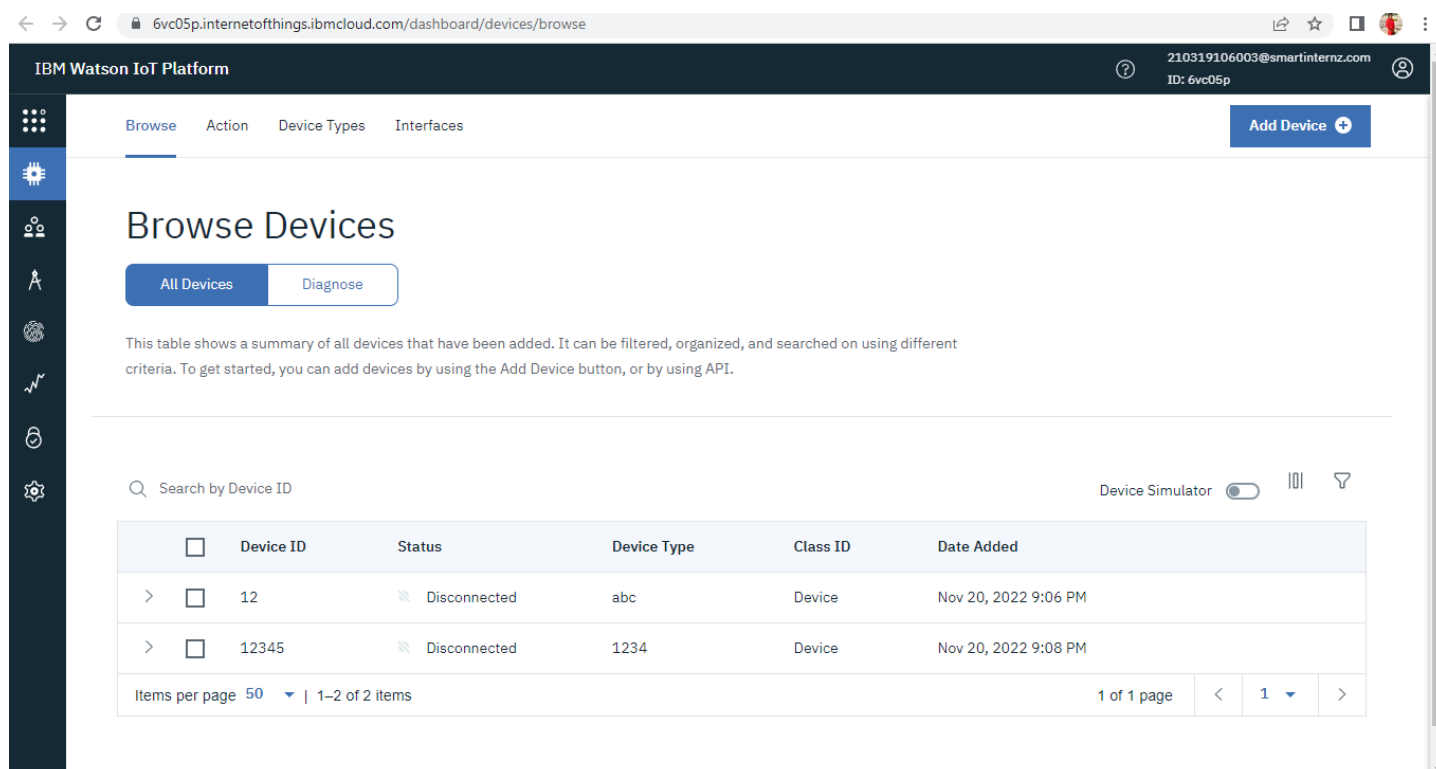 6vc05p.internetofthings.ibmcloud.com/dashboard/devices/browse
IBM Watson IoT Platform
210319106003@smartinternz.com
ID: 6vc05p
Browse Action Device Types Interfaces
Add Device
Browse Devices
All Devices Diagnose
This table shows a summary of all devices that have been added. It can be filtered, organized, and searched on using different
criteria. To get started, you can add devices by using the Add Device button, or by using API.
Search by Device ID
Device Simulator
Device ID Status Device Type Class ID Date Added
12 Disconnected abc Device Nov 20, 2022 9:06 PM
12345 Disconnected 1234 Device Nov 20, 2022 9:08 PM
Items per page 50 | 1–2 of 2 items 1 of 1 page 1